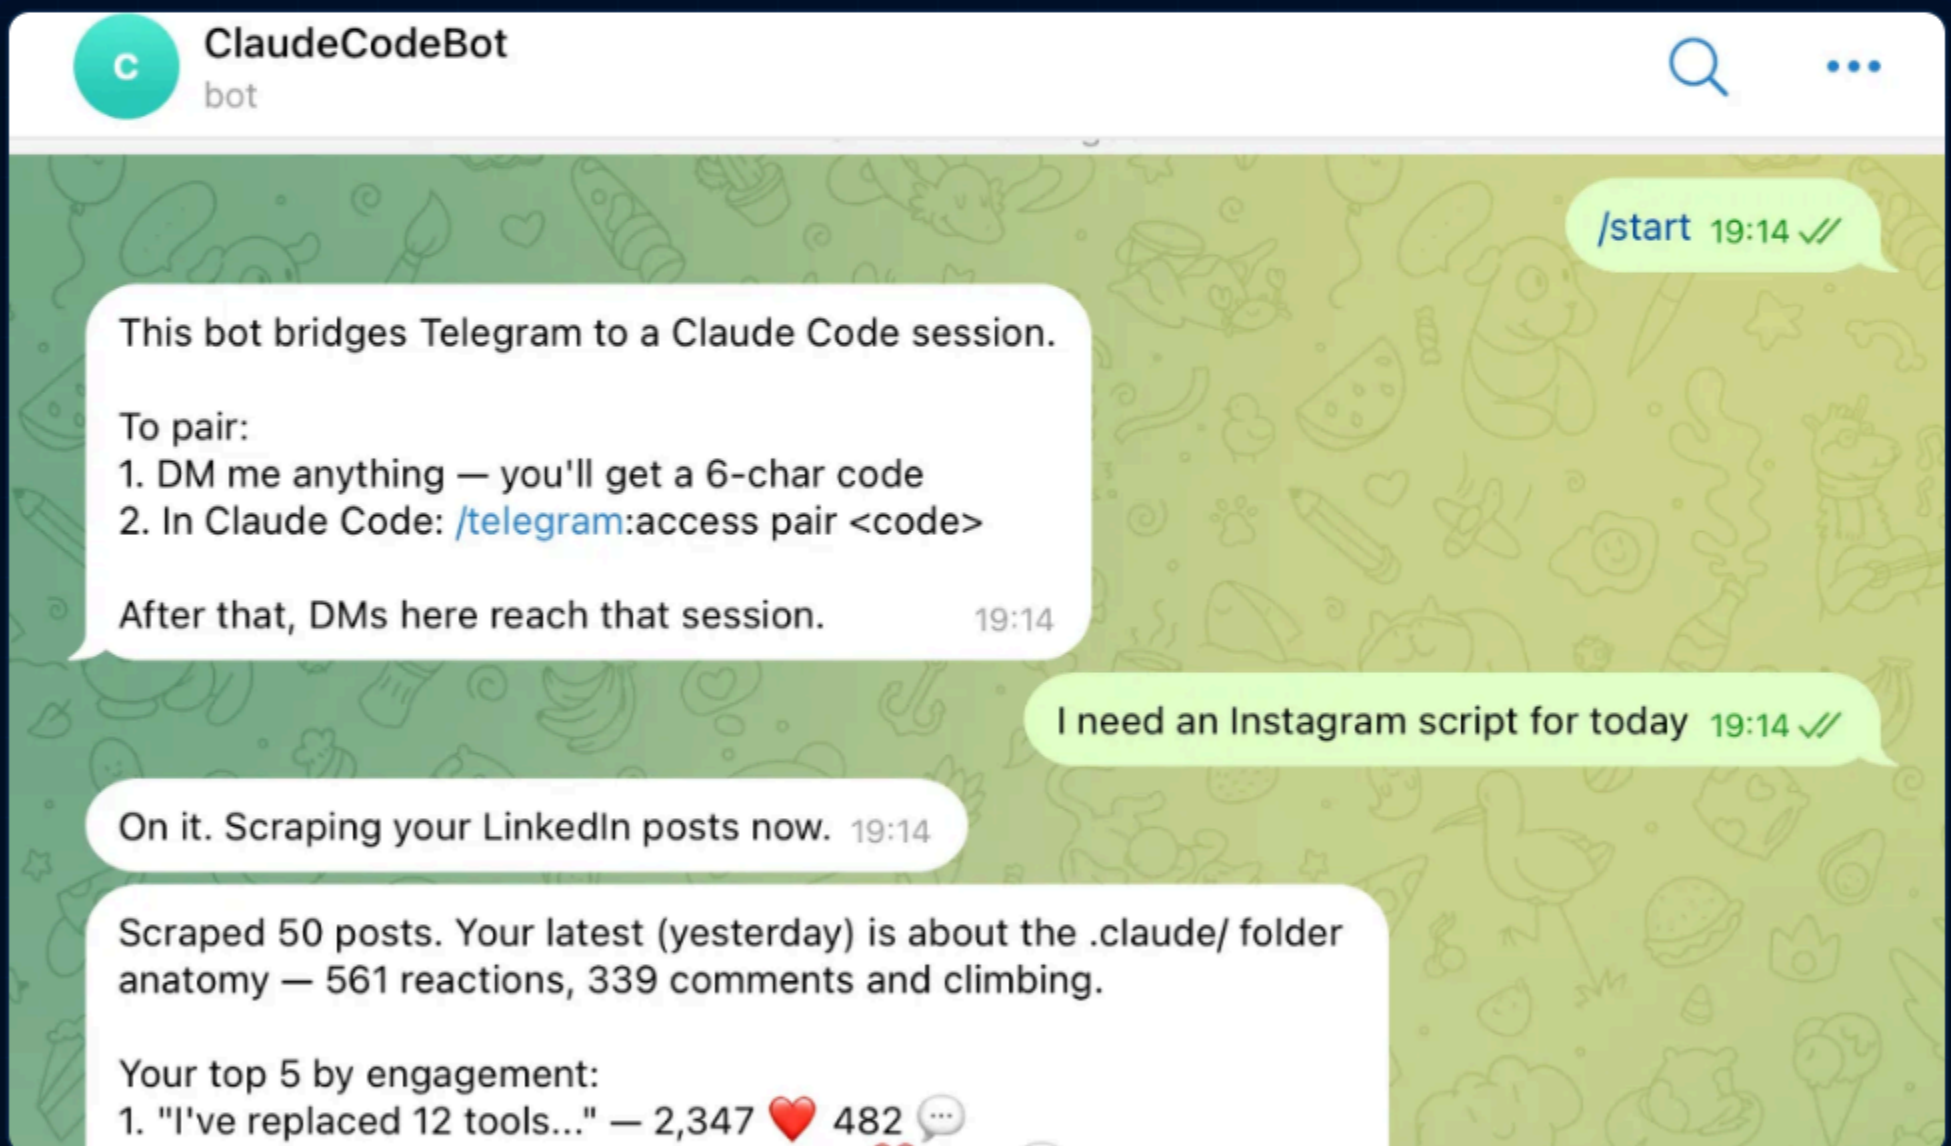 C
ClaudeCodeBot
bot
/start 19:14
This bot bridges Telegram to a Claude Code session.
To pair:
1. DM me anything — you'll get a 6-char code
2. In Claude Code: /telegram:access pair <code>
After that, DMs here reach that session. 19:14
I need an Instagram script for today 19:14
On it. Scraping your LinkedIn posts now. 19:14
Scraped 50 posts. Your latest (yesterday) is about the .claude/ folder
anatomy — 561 reactions, 339 comments and climbing.
Your top 5 by engagement:
1. "I've replaced 12 tools..." — 2,347 ❤️ 482 💬